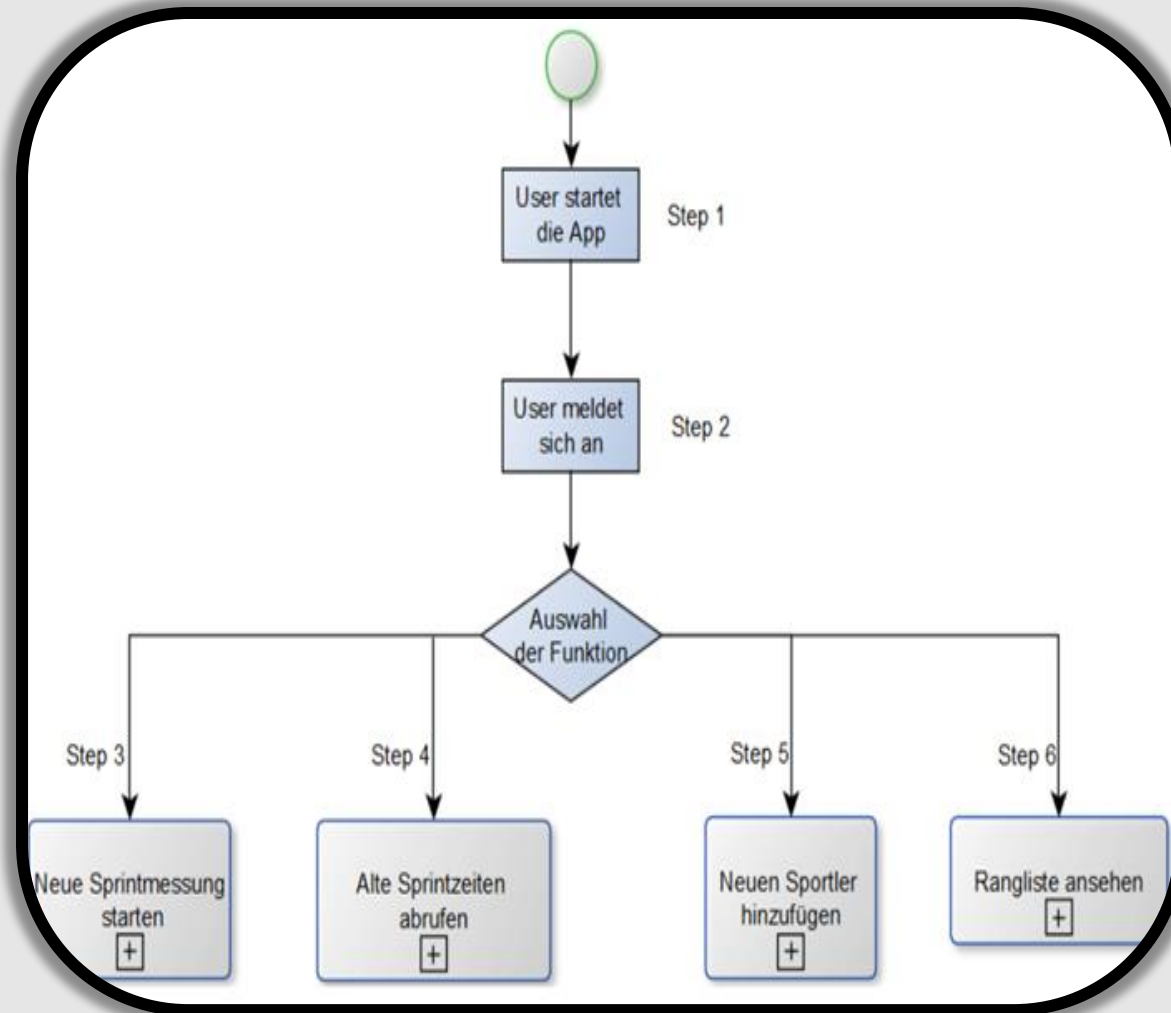 User startet
die App
Step 1
User meldet
sich an
Step 2
Auswahl
der Funktion
Step 3
Step 4
Step 5
Step 6
Neue Sprintmessung
starten
+
Alte Sprintzeiten
abrufen
+
Neuen Sportler
hinzufügen
+
Rangliste ansehen
+